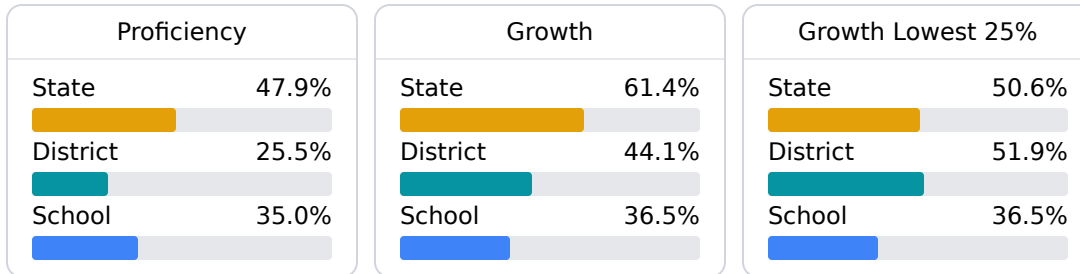 Proficiency
State 47.9%
District 25.5%
School 35.0%
Growth
State 61.4%
District 44.1%
School 36.5%
Growth Lowest 25%
State 50.6%
District 51.9%
School 36.5%